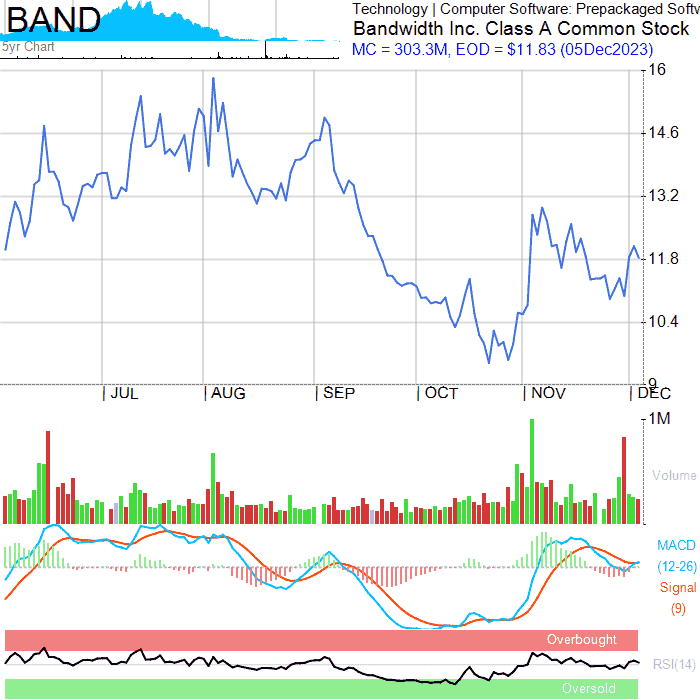 BAND
5yr Chart
Technology | Computer Software: Prepackaged Softw
Bandwidth Inc. Class A Common Stock
MC = 303.3M, EOD = $11.83 (05Dec2023)
16
14.6
13.2
11.8
10.4
9
JUL AUG SEP OCT NOV DEC
1M
Volume
MACD
(12-26)
Signal
(9)
Overbought
RSI(14)
Oversold